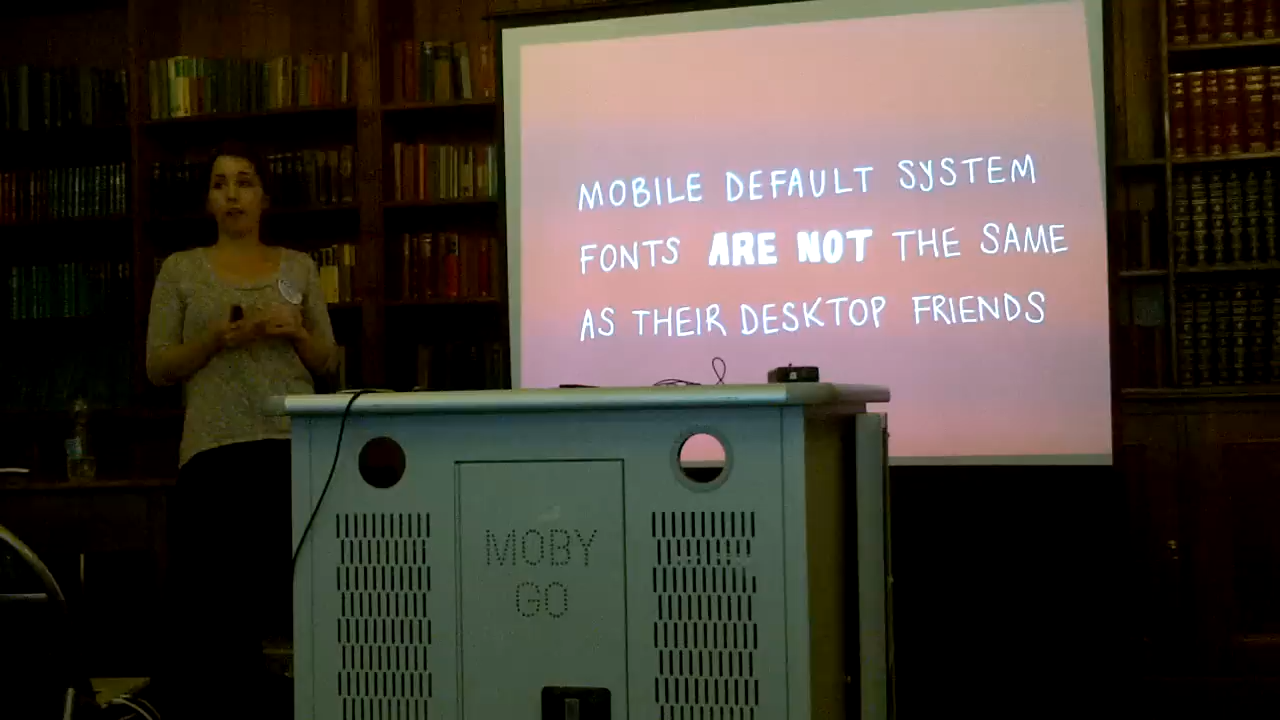 MOBILE DEFAULT SYSTEM
FONTS ARE NOT THE SAME
AS THEIR DESKTOP FRIENDS
MOBY
GO